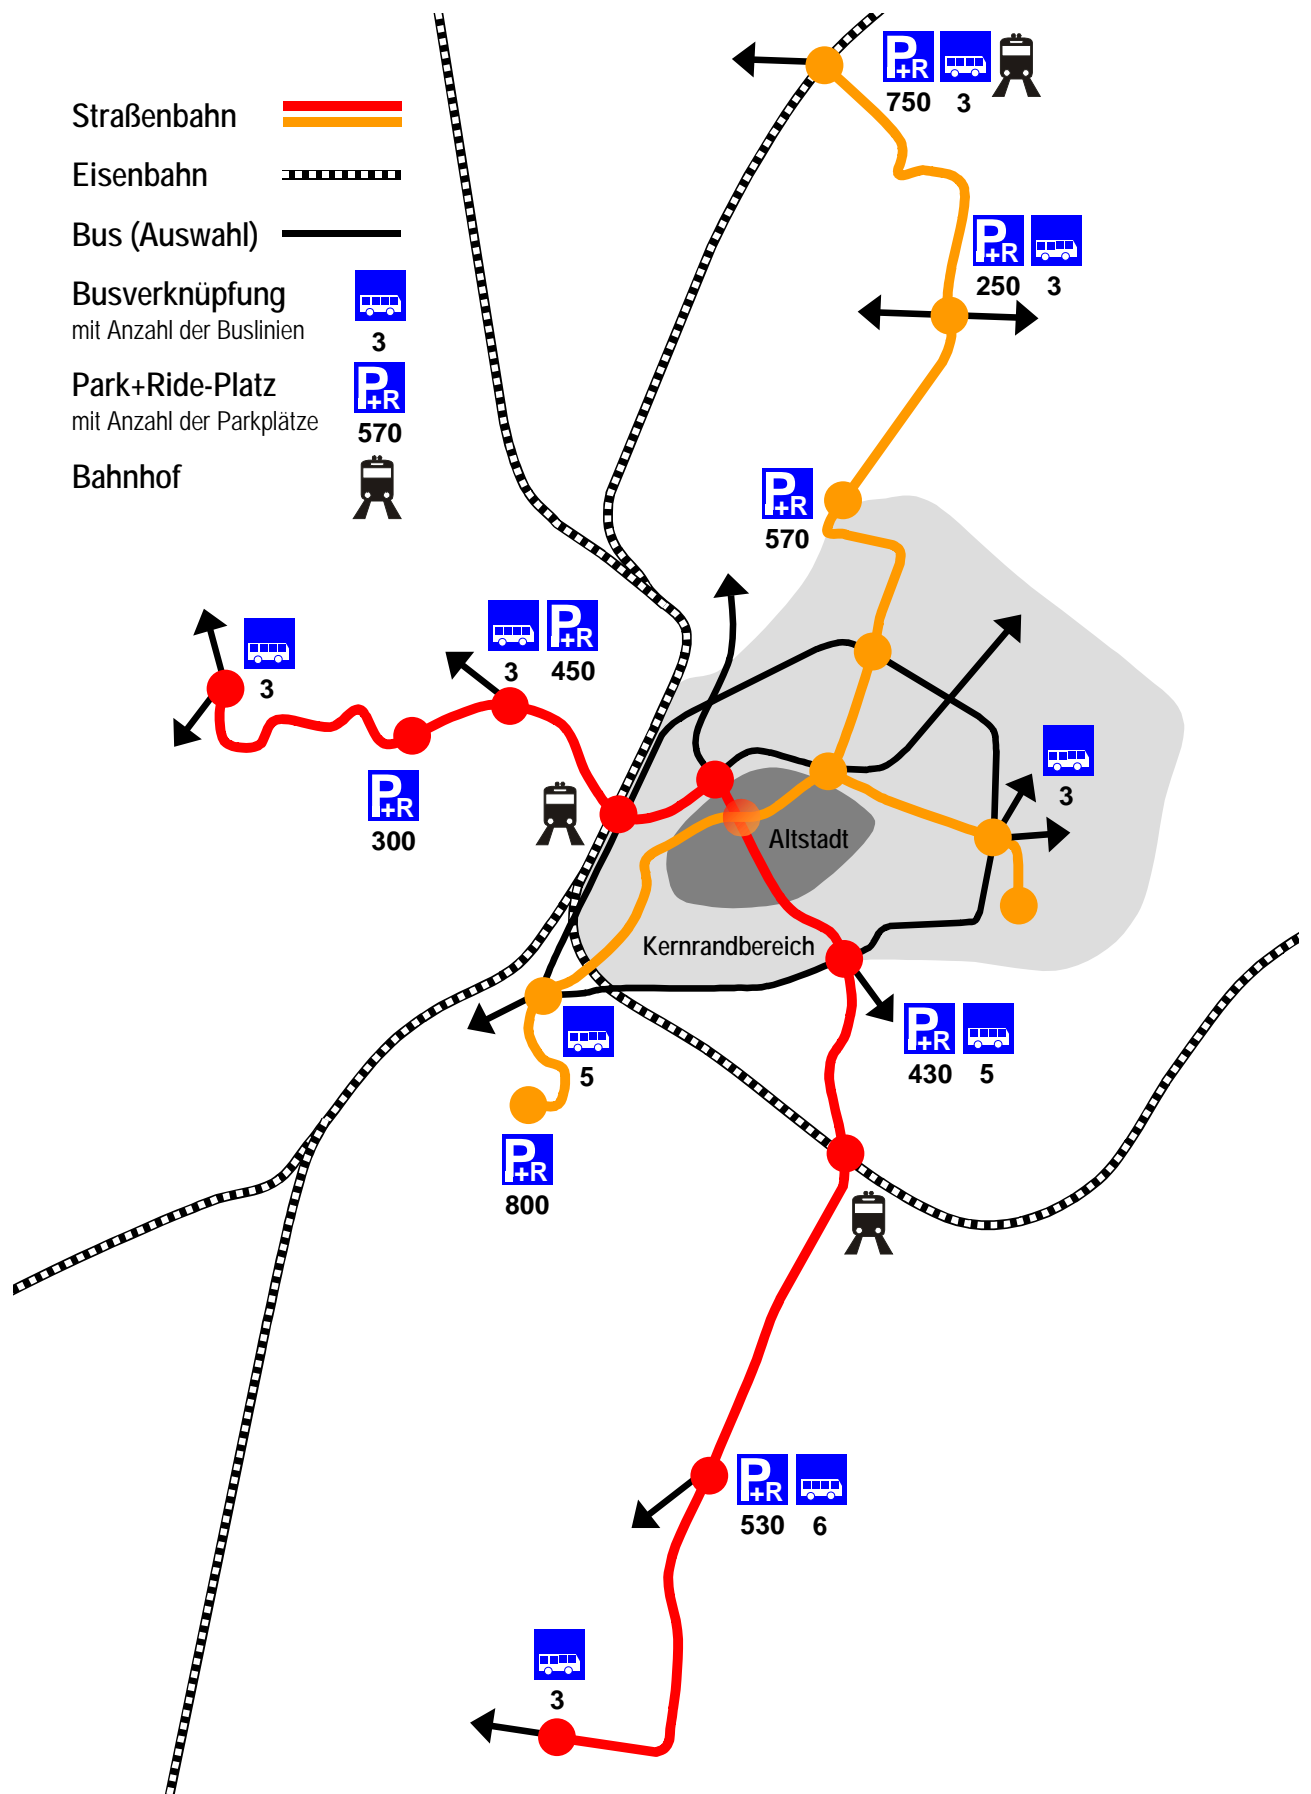 Straßenbahn
Eisenbahn
Bus (Auswahl)
Busverknüpfung
mit Anzahl der Buslinien
3
Park+Ride-Platz
mit Anzahl der Parkplätze
P+R
570
Bahnhof
P+R
750 3
P+R
250 3
P+R
570
3
P+R
3 450
P+R
300
3
Altstadt
Kernrandbereich
P+R
430 5
5
P+R
800
P+R
530 6
3